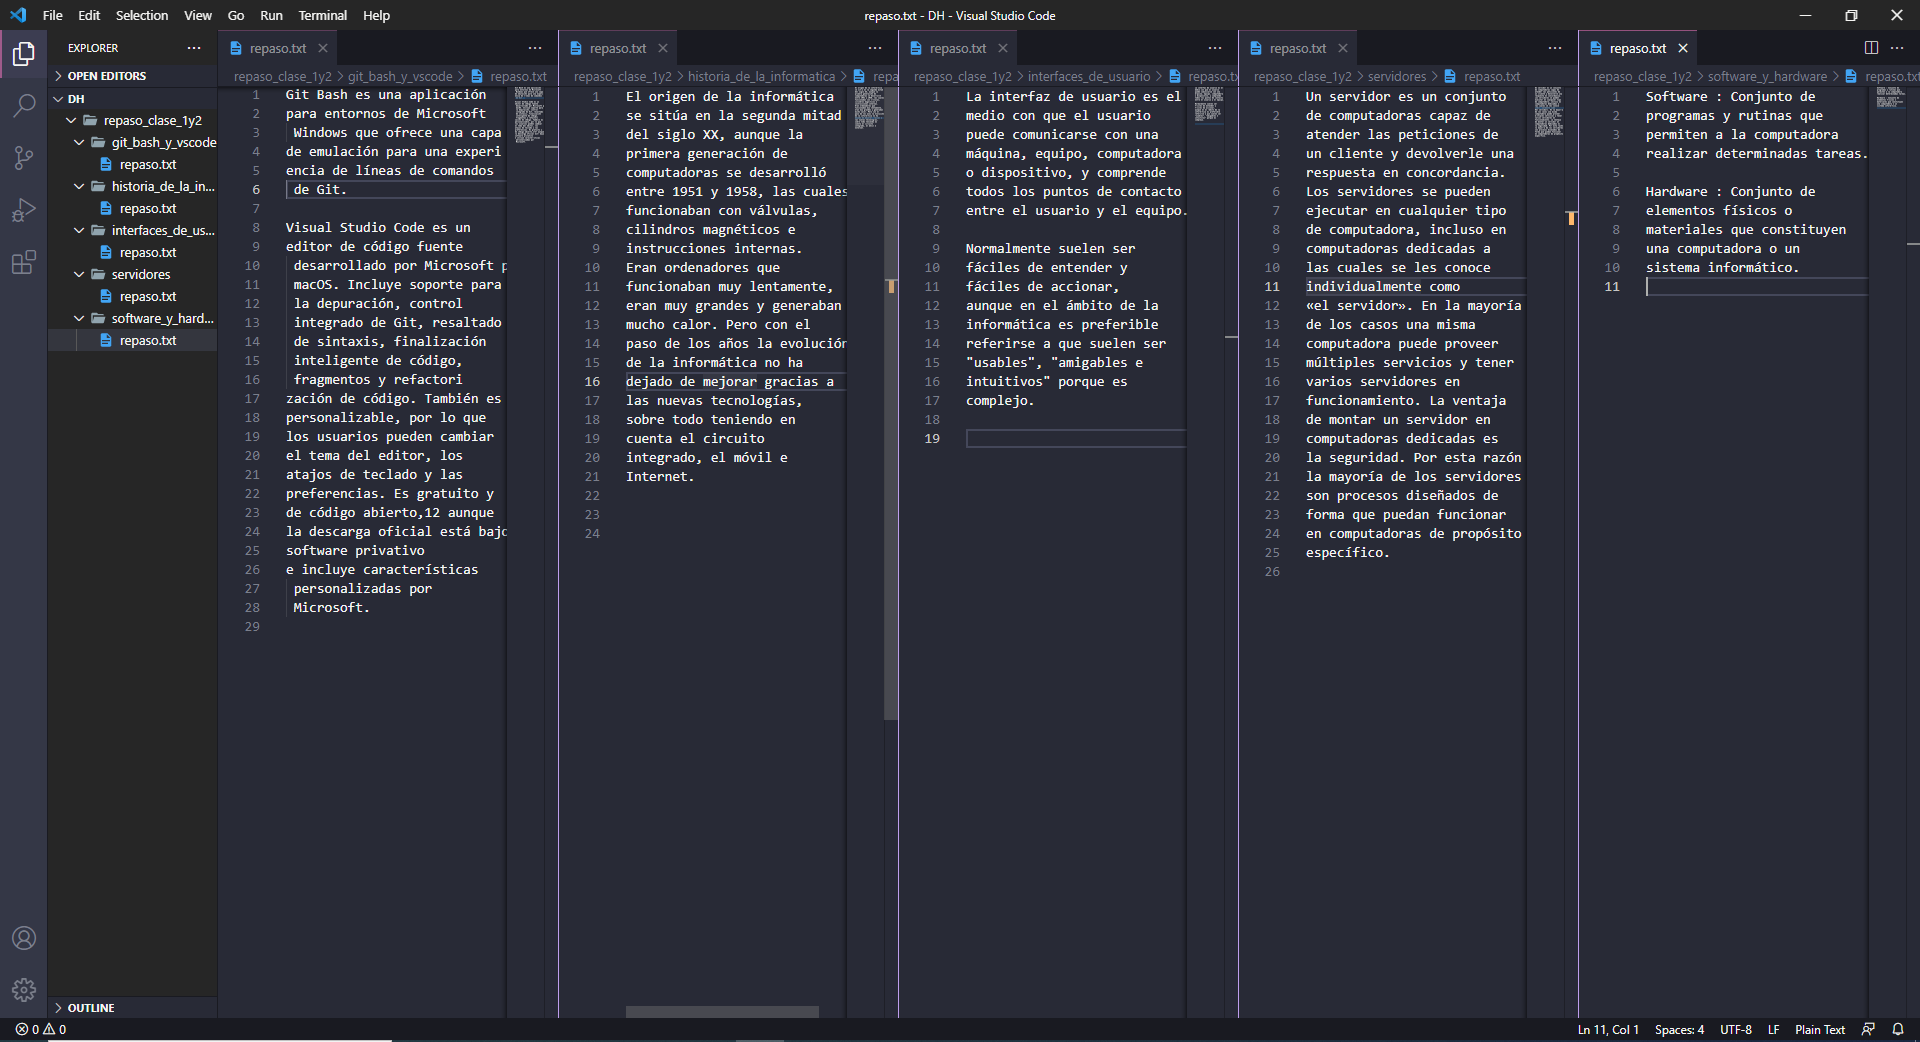 File Edit Selection View Go Run Terminal Help
repaso.txt - DH - Visual Studio Code
EXPLORER
OPEN EDITORS
DH
repaso_clase_1y2
git_bash_y_vscode
repaso.txt
historia_de_la_in...
repaso.txt
interfaces_de_us...
repaso.txt
servidores
repaso.txt
software_y_hard...
repaso.txt
OUTLINE
repaso.txt
repaso_clase_1y2 > git_bash_y_vscode > repaso.txt
1 Git Bash es una aplicación
2 para entornos de Microsoft
3 Windows que ofrece una capa
4 de emulación para una experi
5 encia de líneas de comandos
6 de Git.
7
8 Visual Studio Code es un
9 editor de código fuente
10 desarrollado por Microsoft p
11 macOS. Incluye soporte para
12 la depuración, control
13 integrado de Git, resaltado
14 de sintaxis, finalización
15 inteligente de código,
16 fragmentos y refactori
17 zación de código. También es
18 personalizable, por lo que
19 los usuarios pueden cambiar
20 el tema del editor, los
21 atajos de teclado y las
22 preferencias. Es gratuito y
23 de código abierto,12 aunque
24 la descarga oficial está bajo
25 software privativo
26 e incluye características
27 personalizadas por
28 Microsoft.
29
repaso.txt
repaso_clase_1y2 > historia_de_la_informatica > repa
1 El origen de la informática
2 se sitúa en la segunda mitad
3 del siglo XX, aunque la
4 primera generación de
5 computadoras se desarrolló
6 entre 1951 y 1958, las cuales
7 funcionaban con válvulas,
8 cilindros magnéticos e
9 instrucciones internas.
10 Eran ordenadores que
11 funcionaban muy lentamente,
12 eran muy grandes y generaban
13 mucho calor. Pero con el
14 paso de los años la evolución
15 de la informática no ha
16 dejado de mejorar gracias a
17 las nuevas tecnologías,
18 sobre todo teniendo en
19 cuenta el circuito
20 integrado, el móvil e
21 Internet.
22
23
24
repaso.txt
repaso_clase_1y2 > interfaces_de_usuario > repaso.tx
1 La interfaz de usuario es el
2 medio con que el usuario
3 puede comunicarse con una
4 máquina, equipo, computadora
5 o dispositivo, y comprende
6 todos los puntos de contacto
7 entre el usuario y el equipo.
8
9 Normalmente suelen ser
10 fáciles de entender y
11 fáciles de accionar,
12 aunque en el ámbito de la
13 informática es preferible
14 referirse a que suelen ser
15 "usables", "amigables e
16 intuitivos" porque es
17 complejo.
18
19
repaso.txt
repaso_clase_1y2 > servidores > repaso.txt
1 Un servidor es un conjunto
2 de computadoras capaz de
3 atender las peticiones de
4 un cliente y devolverle una
5 respuesta en concordancia.
6 Los servidores se pueden
7 ejecutar en cualquier tipo
8 de computadora, incluso en
9 computadoras dedicadas a
10 las cuales se les conoce
11 individualmente como
12 «el servidor». En la mayoría
13 de los casos una misma
14 computadora puede proveer
15 múltiples servicios y tener
16 varios servidores en
17 funcionamiento. La ventaja
18 de montar un servidor en
19 computadoras dedicadas es
20 la seguridad. Por esta razón
21 la mayoría de los servidores
22 son procesos diseñados de
23 forma que puedan funcionar
24 en computadoras de propósito
25 específico.
26
repaso.txt
repaso_clase_1y2 > software_y_hardware > repaso.txt
1 Software : Conjunto de
2 programas y rutinas que
3 permiten a la computadora
4 realizar determinadas tareas.
5
6 Hardware : Conjunto de
7 elementos físicos o
8 materiales que constituyen
9 una computadora o un
10 sistema informático.
11
0 0
Ln 11, Col 1 Spaces: 4 UTF-8 LF Plain Text